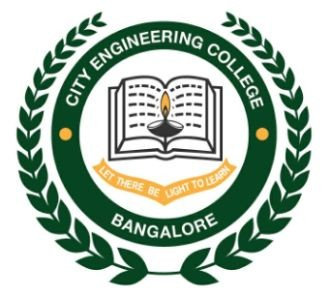 CITY ENGINEERING COLLEGE
LET THERE BE LIGHT TO LEARN
BANGALORE